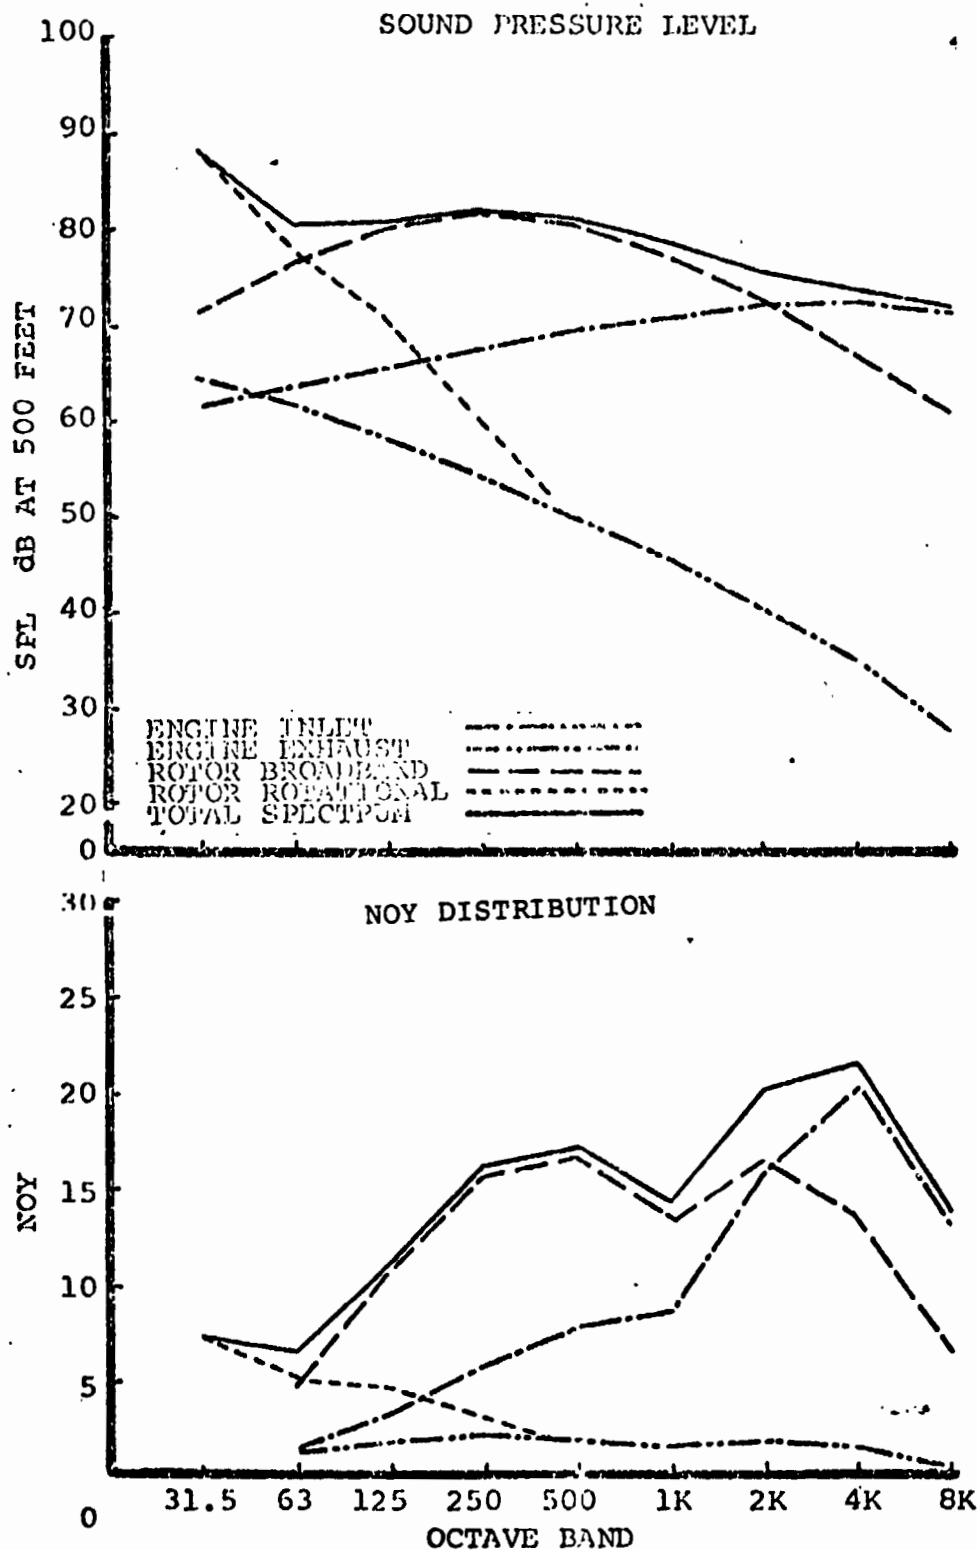 SOUND PRESSURE LEVEL
100
90
80
70
60
50
40
30
20
0
SPL dB AT 500 FEET
ENGINE INLET
ENGINE EXHAUST
ROTOR BROADBAND
ROTOR ROTATIONAL
TOTAL SPECTRUM
NOY DISTRIBUTION
30
25
20
15
10
5
0
NOY
31.5 63 125 250 500 1K 2K 4K 8K
OCTAVE BAND